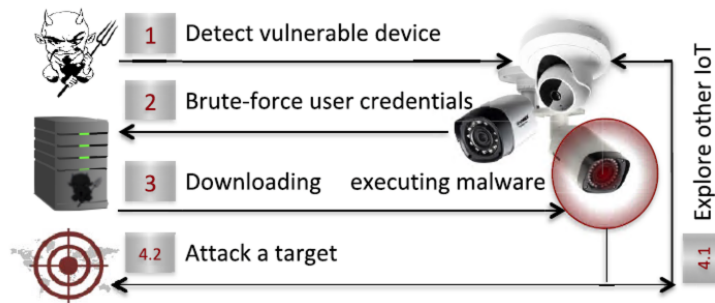 1 Detect vulnerable device
2 Brute-force user credentials
3 Downloading executing malware
4.2 Attack a target
4.1 Explore other IoT